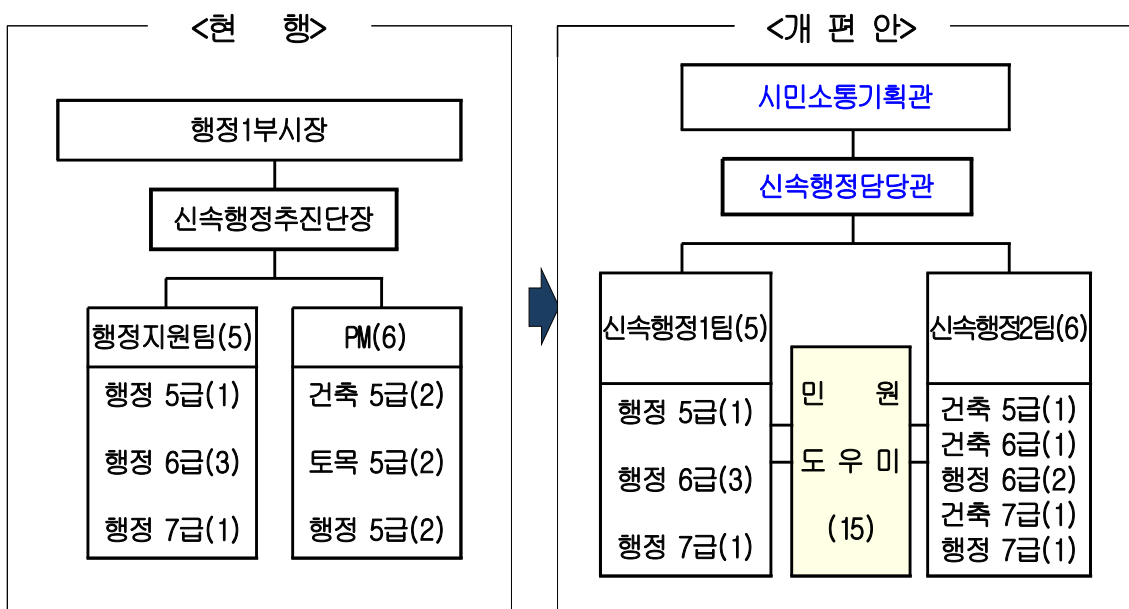 <현 행>
행정1부시장
신속행정추진단장
행정지원팀(5)
행정 5급(1)
행정 6급(3)
행정 7급(1)
PM(6)
건축 5급(2)
토목 5급(2)
행정 5급(2)
<개 편 안>
시민소통기획관
신속행정담당관
신속행정1팀(5)
행정 5급(1)
행정 6급(3)
행정 7급(1)
민 원
도 우 미
(15)
신속행정2팀(6)
건축 5급(1)
건축 6급(1)
행정 6급(2)
건축 7급(1)
행정 7급(1)